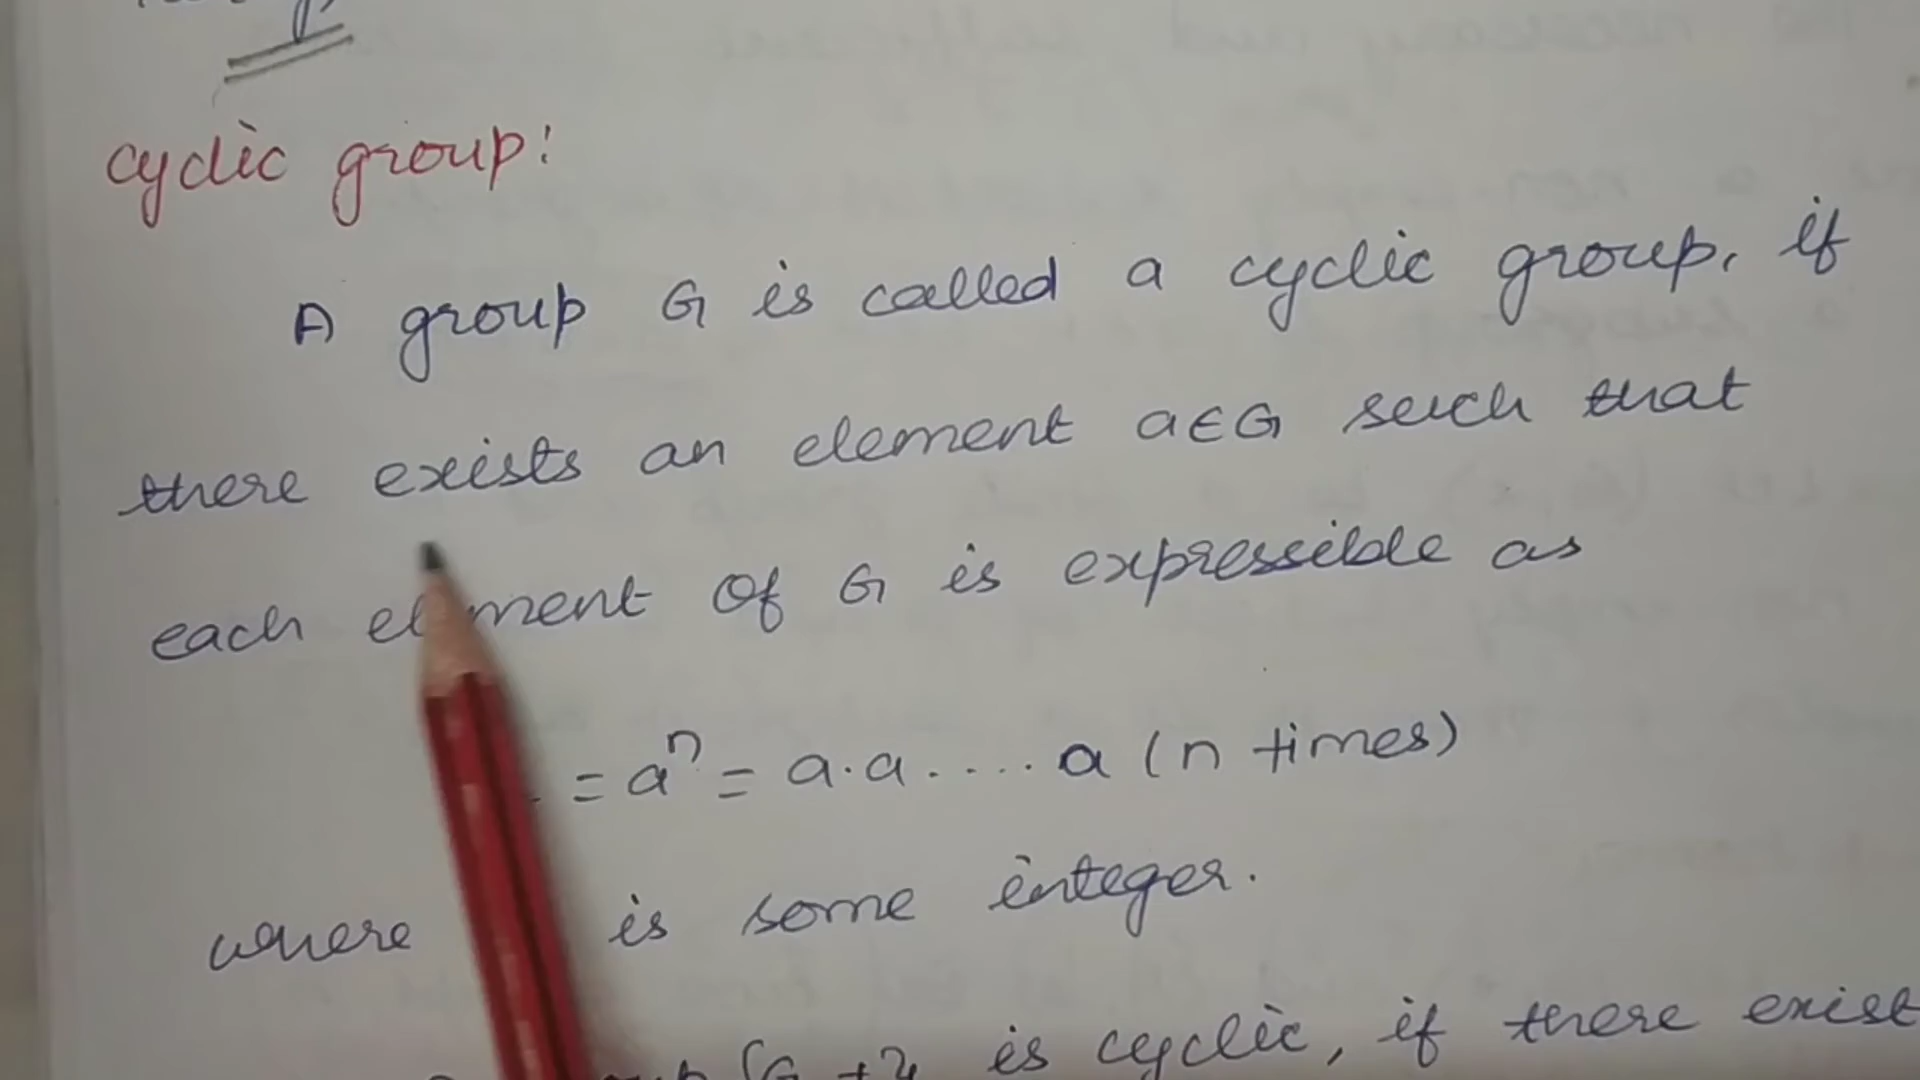 cyclic group:
A group G is called a cyclic group, if
there exists an element a∈G such that
each element of G is expressible as
= aⁿ = a.a.... a (n times)
where is some integer.
is cyclic, if there exist